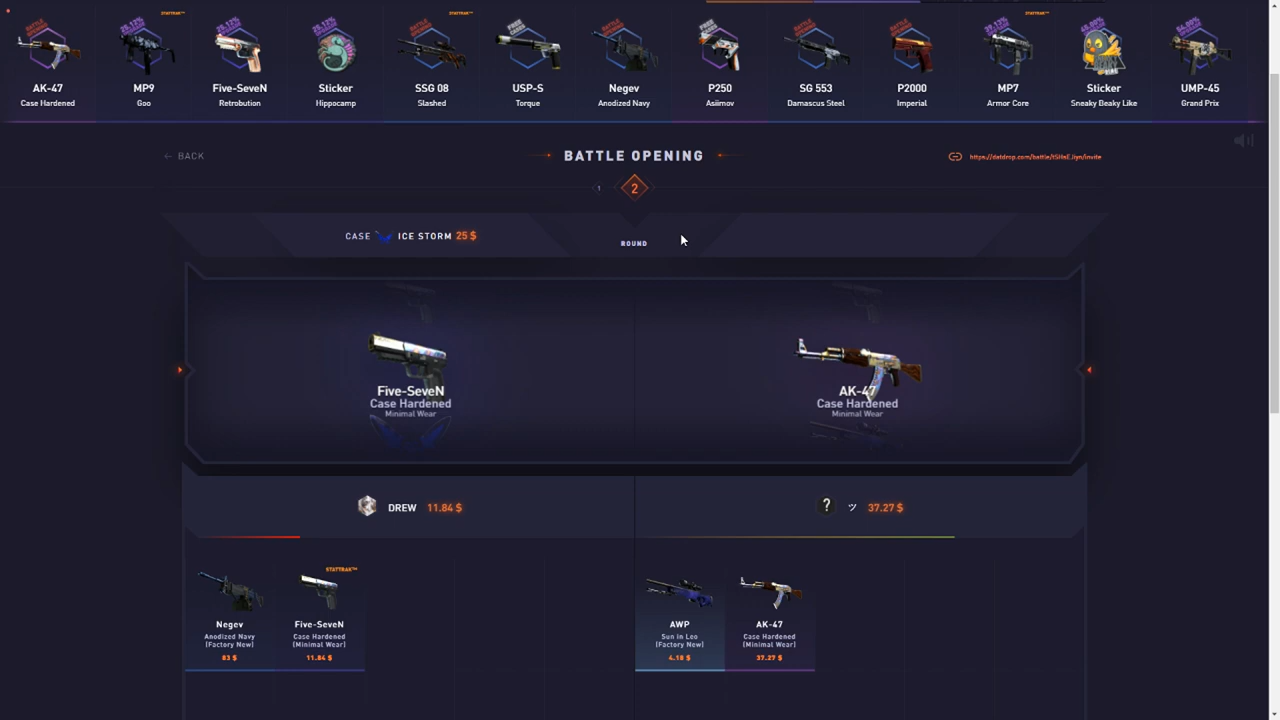 STATTRAK™
STATTRAK™
STATTRAK™
AK-47
Case Hardened
MP9
Goo
Five-SeveN
Retrobution
Sticker
Hippocamp
SSG 08
Slashed
USP-S
Torque
Negev
Anodized Navy
P250
Asiimov
SG 553
Damascus Steel
P2000
Imperial
MP7
Armor Core
Sticker
Sneaky Beaky Like
UMP-45
Grand Prix
← BACK
BATTLE OPENING
1
2
CASE ICE STORM 25 $
ROUND
Five-SeveN
Case Hardened
Minimal Wear
AK-47
Case Hardened
Minimal Wear
DREW 11.84 $
? ツ 37.27 $
Negev
Anodized Navy
(Factory New)
83 $
STATTRAK™
Five-SeveN
Case Hardened
(Minimal Wear)
11.84 $
AWP
Sun In Leo
(Factory New)
4.18 $
AK-47
Case Hardened
(Minimal Wear)
37.27 $